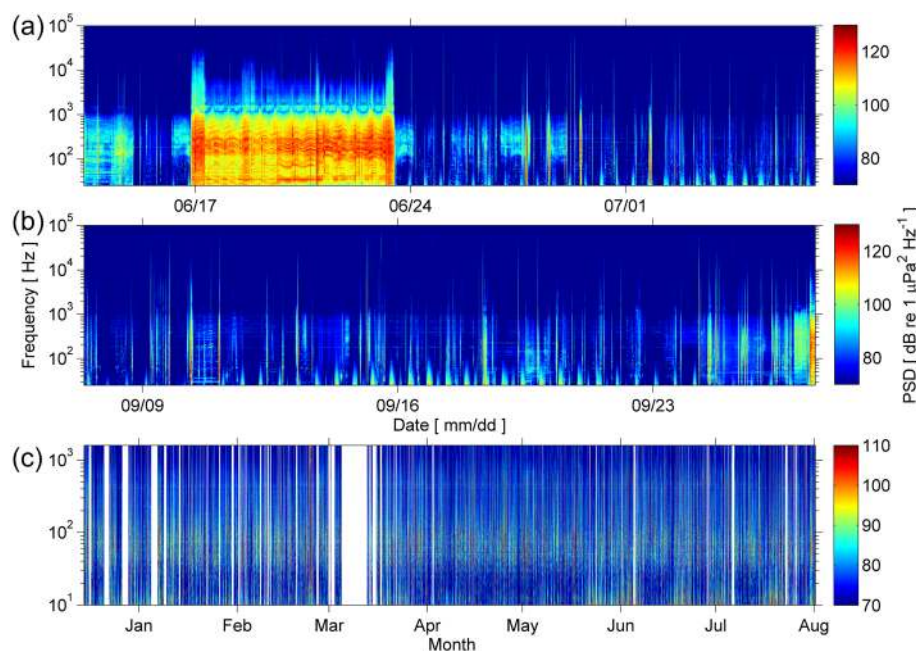 (a)
10^5
10^4
10^3
10^2
120
100
80
06/17
06/24
07/01
(b)
10^5
10^4
10^3
10^2
Frequency [ Hz ]
120
100
80
PSD [ dB re 1 μPa^2 Hz^-1 ]
09/09
09/16
09/23
Date [ mm/dd ]
(c)
10^3
10^2
10^1
110
100
90
80
70
Jan
Feb
Mar
Apr
May
Jun
Jul
Aug
Month